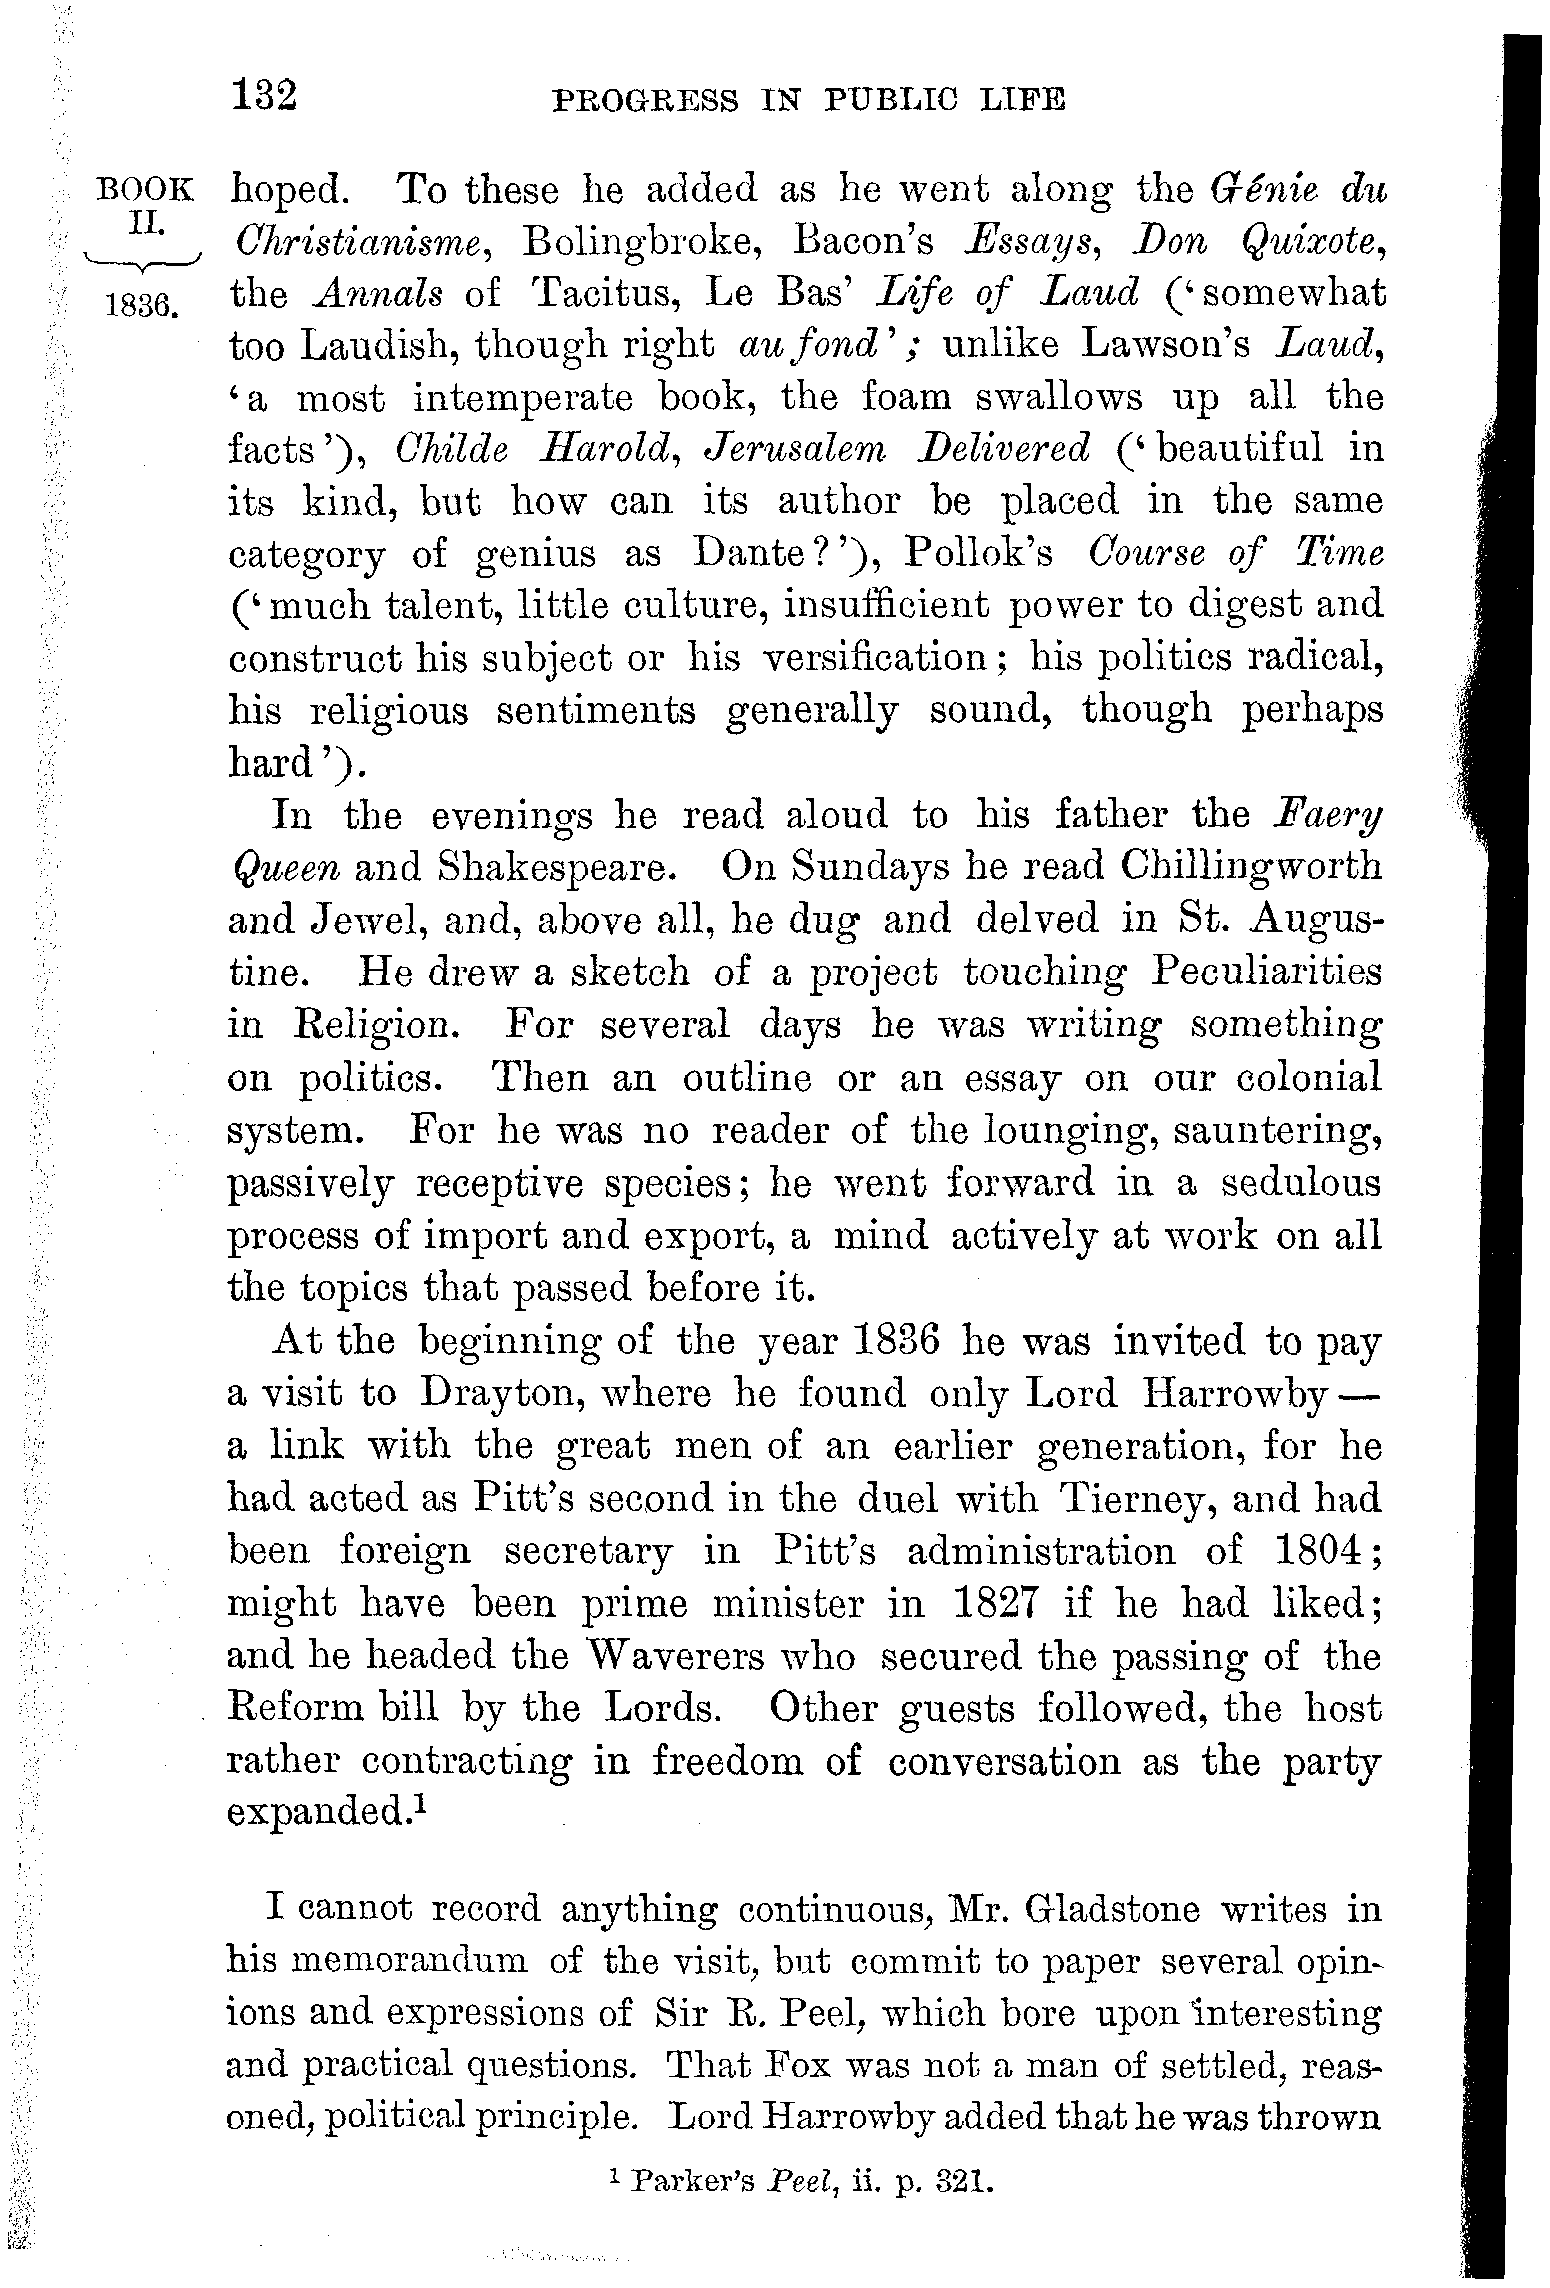 132 PROGRESS IN PUBLIC LIFE
BOOK
II.
1836.
hoped. To these he added as he went along the Génie du
Christianisme, Bolingbroke, Bacon's Essays, Don Quixote,
the Annals of Tacitus, Le Bas' Life of Laud ('somewhat
too Laudish, though right au fond'; unlike Lawson's Laud,
'a most intemperate book, the foam swallows up all the
facts'), Childe Harold, Jerusalem Delivered ('beautiful in
its kind, but how can its author be placed in the same
category of genius as Dante?'), Pollok's Course of Time
('much talent, little culture, insufficient power to digest and
construct his subject or his versification; his politics radical,
his religious sentiments generally sound, though perhaps
hard').
In the evenings he read aloud to his father the Faery
Queen and Shakespeare. On Sundays he read Chillingworth
and Jewel, and, above all, he dug and delved in St. Augus-
tine. He drew a sketch of a project touching Peculiarities
in Religion. For several days he was writing something
on politics. Then an outline or an essay on our colonial
system. For he was no reader of the lounging, sauntering,
passively receptive species; he went forward in a sedulous
process of import and export, a mind actively at work on all
the topics that passed before it.
At the beginning of the year 1836 he was invited to pay
a visit to Drayton, where he found only Lord Harrowby—
a link with the great men of an earlier generation, for he
had acted as Pitt's second in the duel with Tierney, and had
been foreign secretary in Pitt's administration of 1804;
might have been prime minister in 1827 if he had liked;
and he headed the Waverers who secured the passing of the
Reform bill by the Lords. Other guests followed, the host
rather contracting in freedom of conversation as the party
expanded.¹
I cannot record anything continuous, Mr. Gladstone writes in
his memorandum of the visit, but commit to paper several opin-
ions and expressions of Sir R. Peel, which bore upon interesting
and practical questions. That Fox was not a man of settled, reas-
oned, political principle. Lord Harrowby added that he was thrown
¹ Parker's Peel, ii. p. 321.